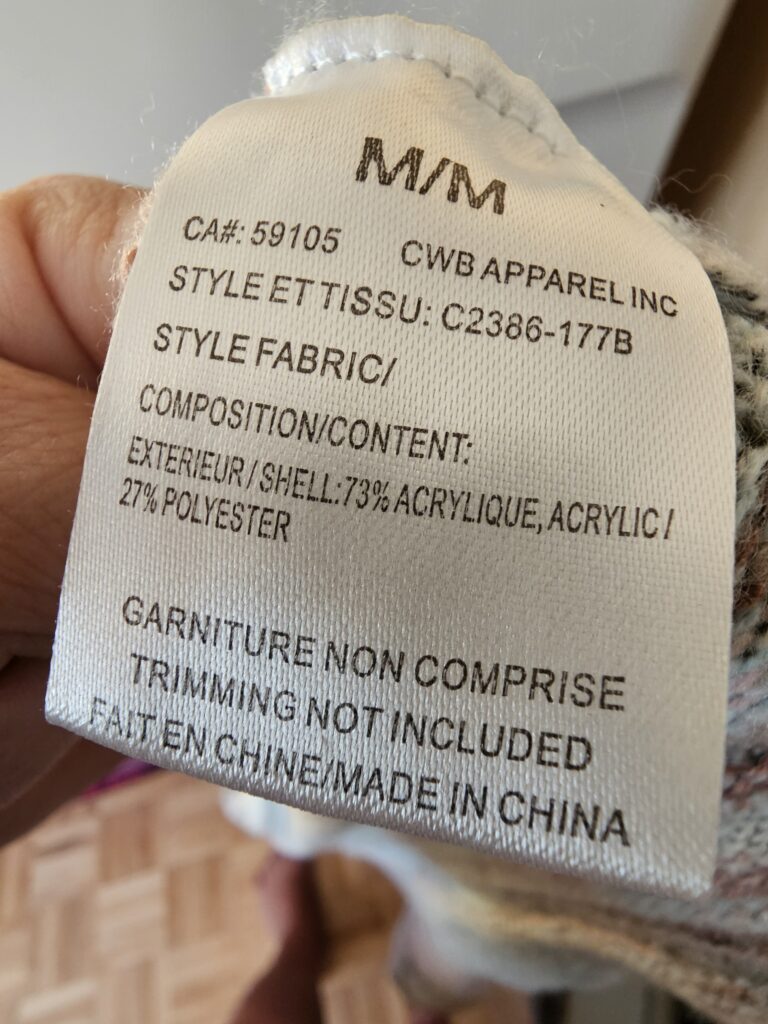 M/M
CA#: 59105 CWB APPAREL INC
STYLE ET TISSU: C2386-177B
STYLE FABRIC/
COMPOSITION/CONTENT:
EXTERIEUR/SHELL:73% ACRYLIQUE, ACRYLIC/
27% POLYESTER
GARNITURE NON COMPRISE
TRIMMING NOT INCLUDED
FAIT EN CHINE/MADE IN CHINA